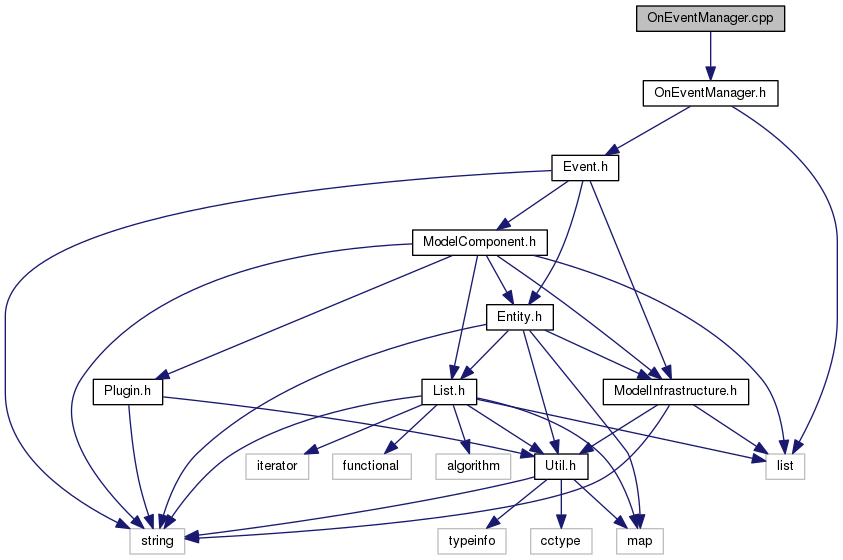 OnEventManager.cpp
OnEventManager.h
Event.h
ModelComponent.h
Entity.h
Plugin.h
List.h
ModelInfrastructure.h
iterator
functional
algorithm
Util.h
list
string
typeinfo
cctype
map